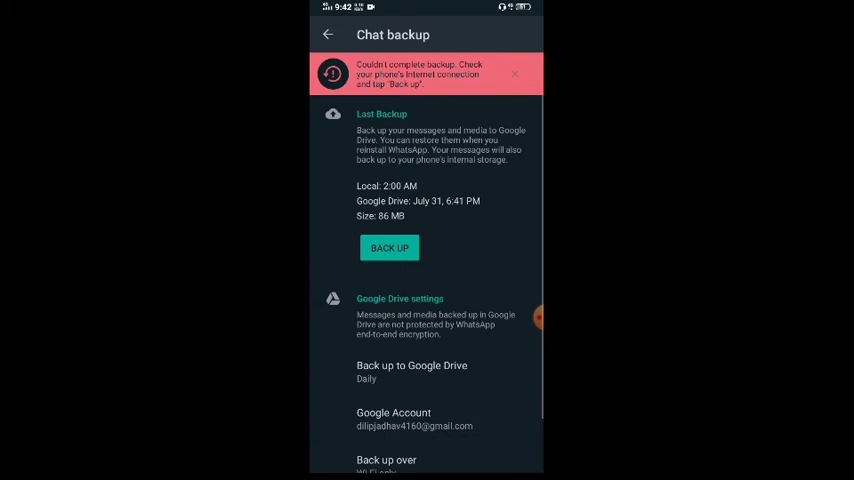 9:42
Chat backup
Couldn't complete backup. Check
your phone's Internet connection
and tap "Back up".
Last Backup
Back up your messages and media to Google
Drive. You can restore them when you
reinstall WhatsApp. Your messages will also
back up to your phone's internal storage.
Local: 2:00 AM
Google Drive: July 31, 6:41 PM
Size: 86 MB
BACK UP
Google Drive settings
Messages and media backed up in Google
Drive are not protected by WhatsApp
end-to-end encryption.
Back up to Google Drive
Daily
Google Account
dilipjadhav4160@gmail.com
Back up over
Wi-Fi only